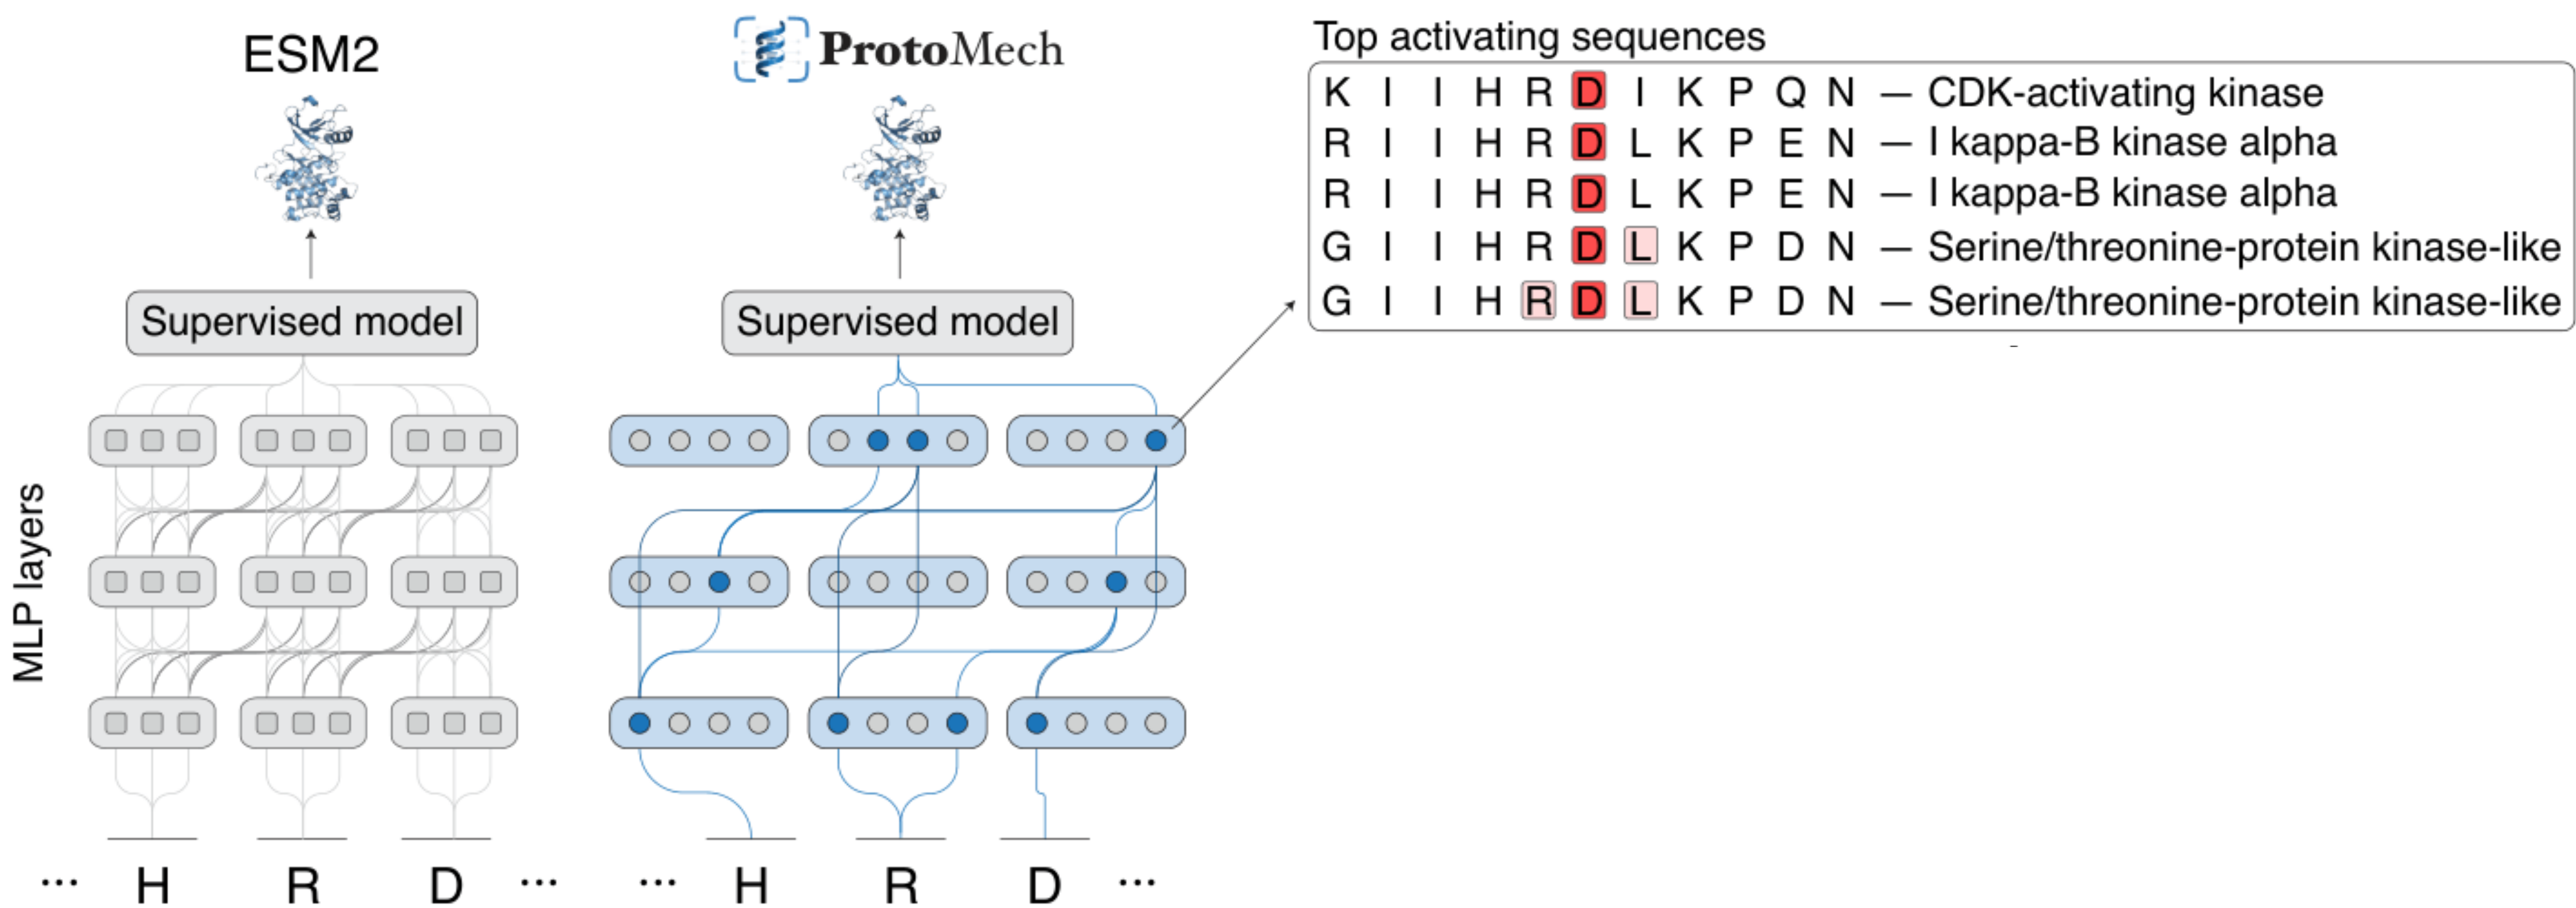 ESM2
ProtoMech
Top activating sequences
K I I H R D I K P Q N — CDK-activating kinase
R I I H R D L K P E N — I kappa-B kinase alpha
R I I H R D L K P E N — I kappa-B kinase alpha
G I I H R D L K P D N — Serine/threonine-protein kinase-like
G I I H R D L K P D N — Serine/threonine-protein kinase-like
Supervised model
Supervised model
MLP layers
... H R D ...
... H R D ...